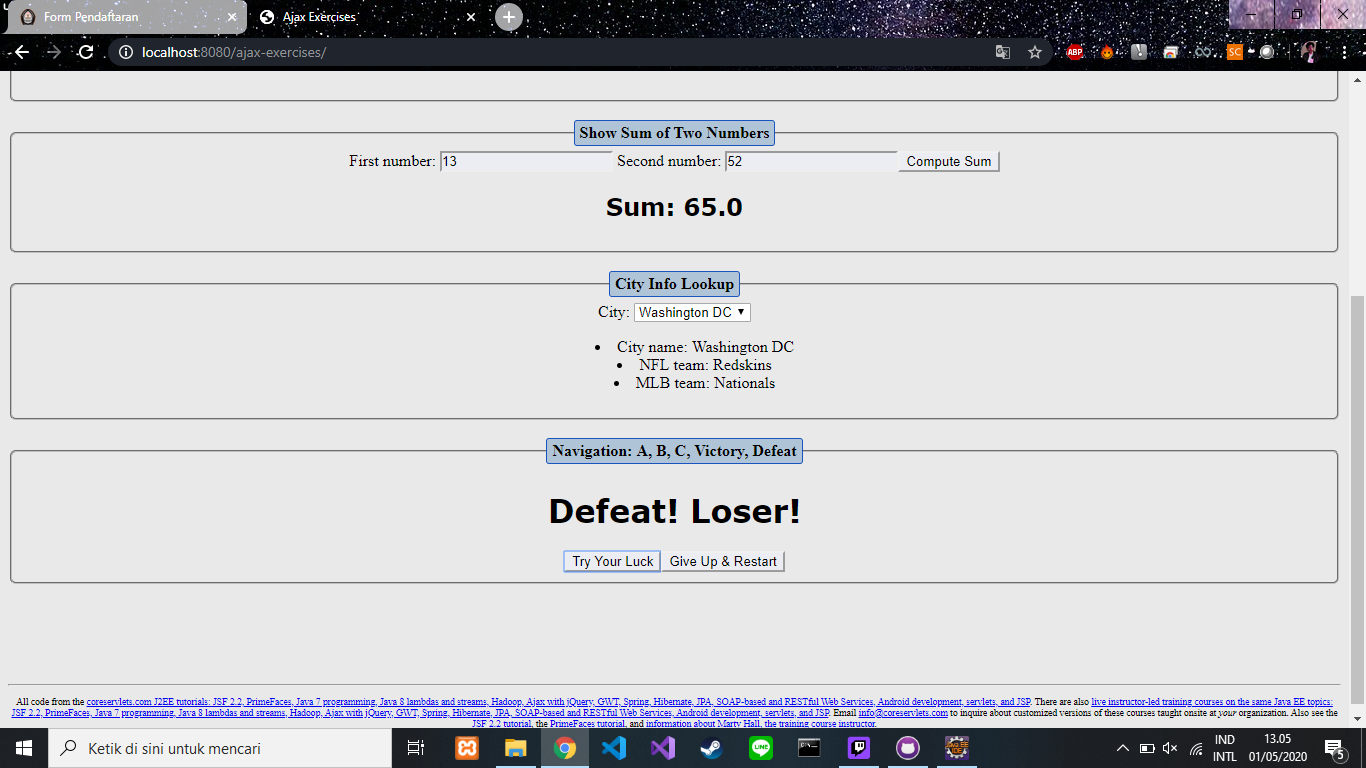 Form Pendaftaran
Ajax Exercises
localhost:8080/ajax-exercises/
ABP
SC
Show Sum of Two Numbers
First number: 13 Second number: 52 Compute Sum
Sum: 65.0
City Info Lookup
City: Washington DC
• City name: Washington DC
• NFL team: Redskins
• MLB team: Nationals
Navigation: A, B, C, Victory, Defeat
Defeat! Loser!
Try Your Luck Give Up & Restart
All code from the coreservlets.com J2EE tutorials: JSF 2.2, PrimeFaces, Java 7 programming, Java 8 lambdas and streams, Hadoop, Ajax with jQuery, GWT, Spring, Hibernate, JPA, SOAP-based and RESTful Web Services, Android development, servlets, and JSP. There are also live instructor-led training courses on the same Java EE topics:
JSF 2.2, PrimeFaces, Java 7 programming, Java 8 lambdas and streams, Hadoop, Ajax with jQuery, GWT, Spring, Hibernate, JPA, SOAP-based and RESTful Web Services, Android development, servlets, and JSP. Email info@coreservlets.com to inquire about customized versions of these courses taught onsite at your organization. Also see the
JSF 2.2 tutorial, the PrimeFaces tutorial, and information about Marty Hall, the training course instructor.
Ketik di sini untuk mencari
LINE
IND
INTL
13.05
01/05/2020
5